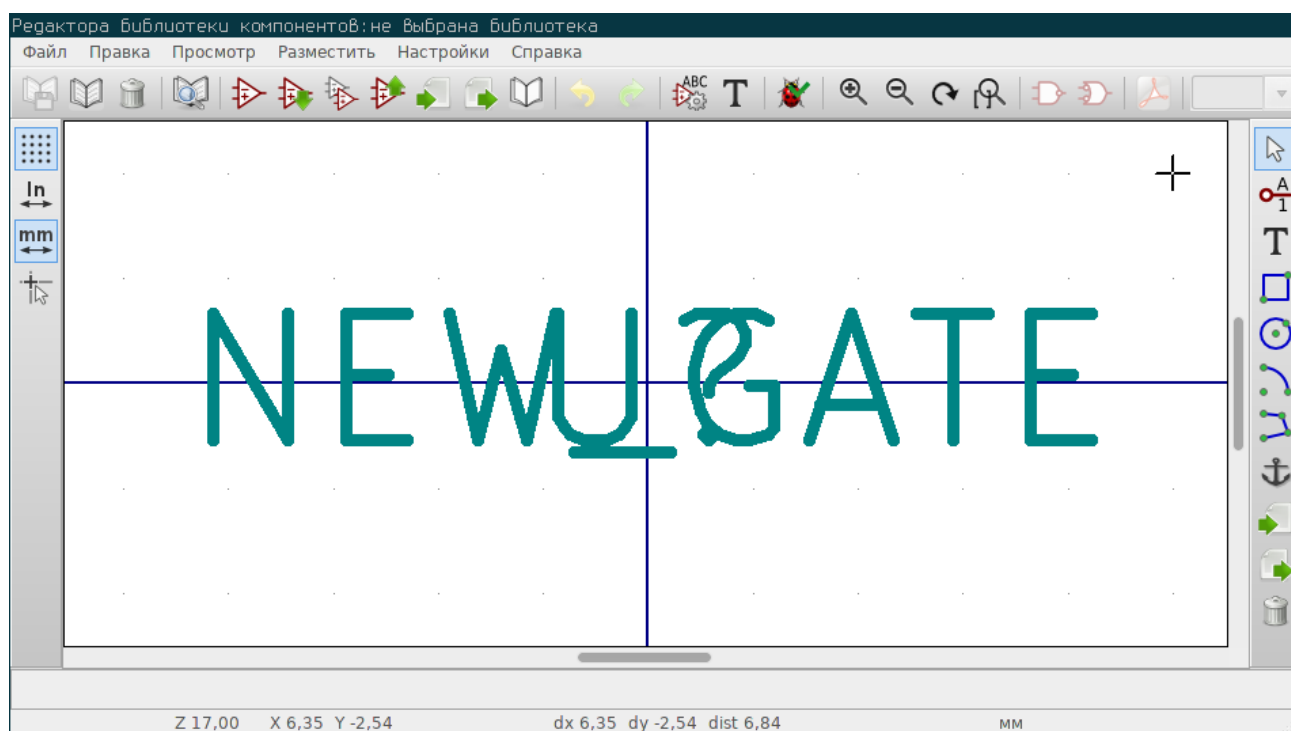 Редактора библиотеки компонентов:не выбрана библиотека
Файл Правка Просмотр Разместить Настройки Справка
ABC T
In
mm
A
1
T
NEW_GATE
U?
Z 17,00 X 6,35 Y -2,54 dx 6,35 dy -2,54 dist 6,84 мм